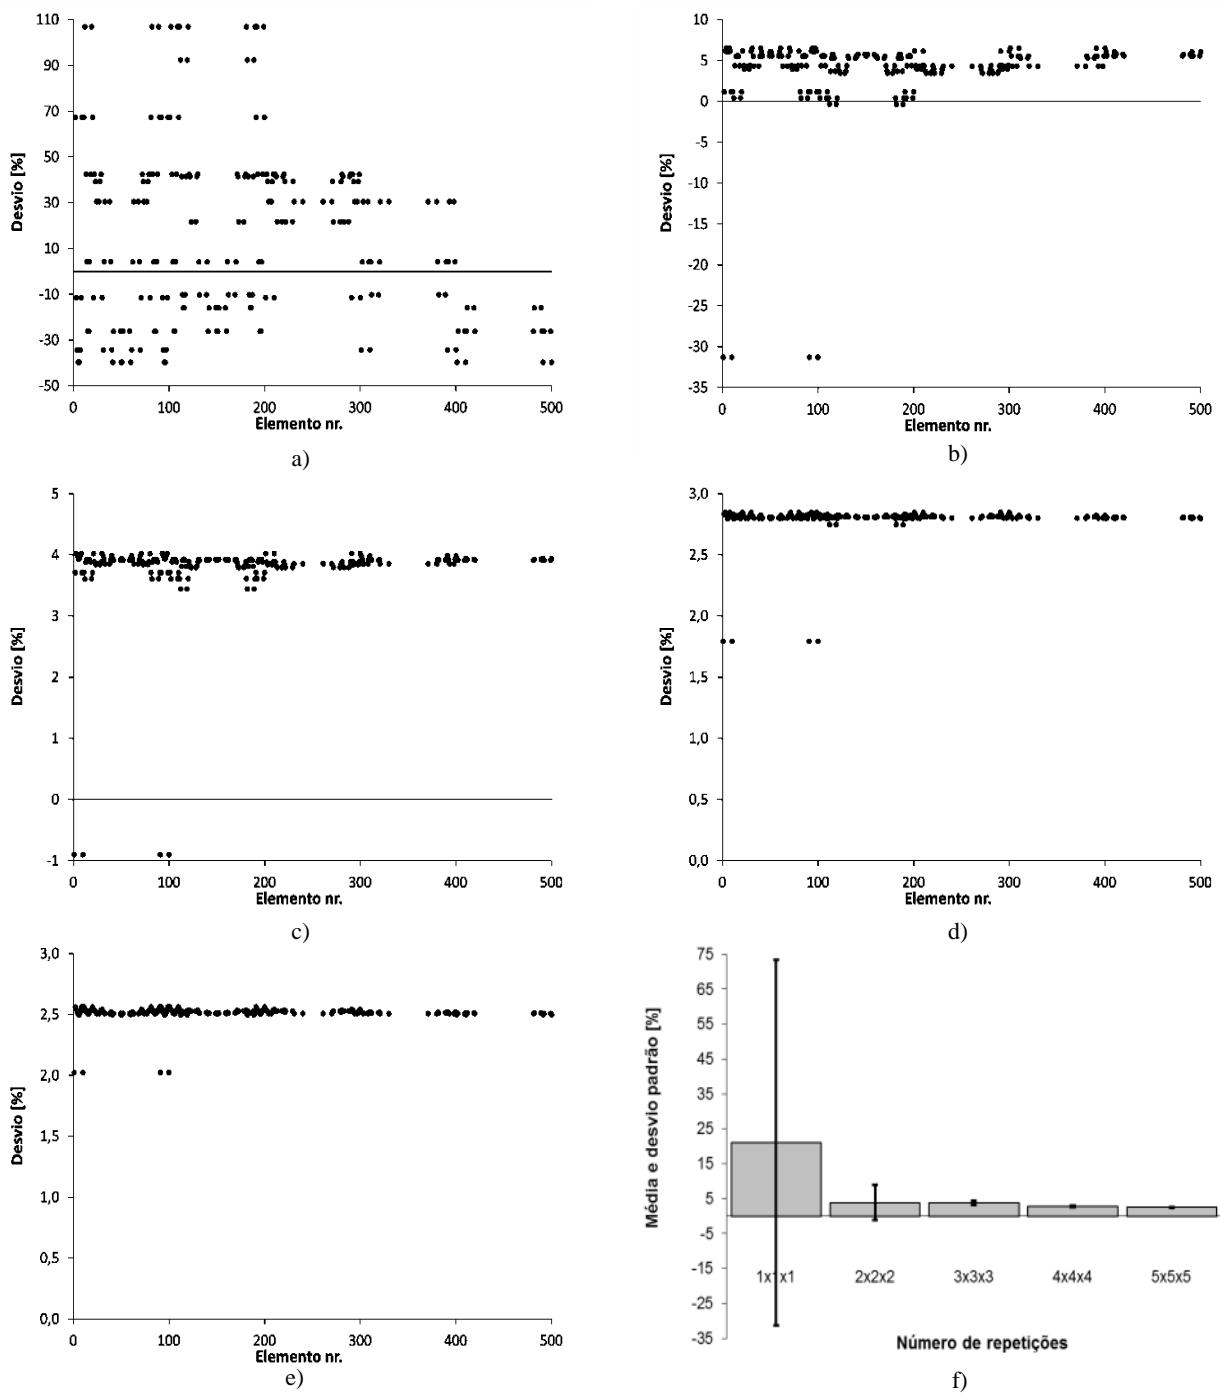 110
90
70
50
30
10
-10
-30
-50
Desvio [%]
0 100 200 300 400 500
Elemento nr.
a)
10
5
0
-5
-10
-15
-20
-25
-30
-35
Desvio [%]
0 100 200 300 400 500
Elemento nr.
b)
5
4
3
2
1
0
-1
Desvio [%]
0 100 200 300 400 500
Elemento nr.
c)
3,0
2,5
2,0
1,5
1,0
0,5
0,0
Desvio [%]
0 100 200 300 400 500
Elemento nr.
d)
3,0
2,5
2,0
1,5
1,0
0,5
0,0
Desvio [%]
0 100 200 300 400 500
Elemento nr.
e)
75
65
55
45
35
25
15
5
-5
-15
-25
-35
Média e desvio padrão [%]
1x1x1 2x2x2 3x3x3 4x4x4 5x5x5
Número de repetições
f)